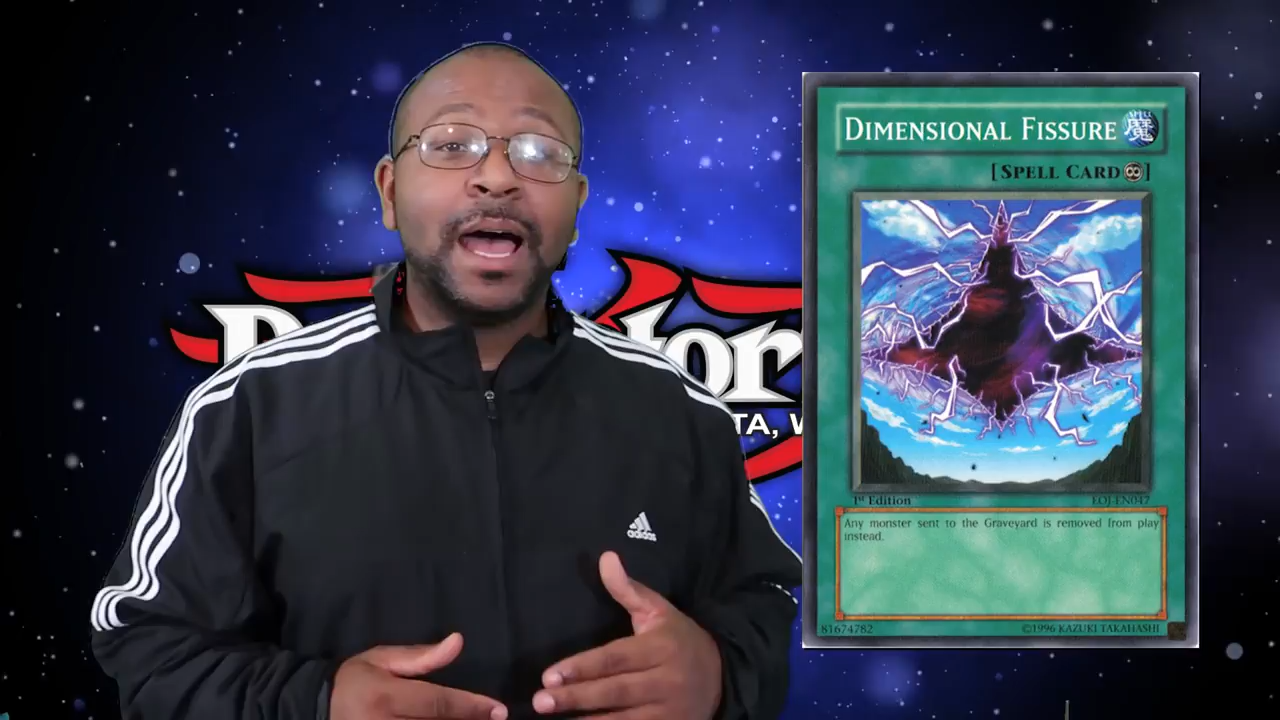 DIMENSIONAL FISSURE 魔
[SPELL CARD]
1st Edition
EOJ-EN047
Any monster sent to the Graveyard is removed from play
instead.
81674782
©1996 KAZUKI TAKAHASHI
adidas